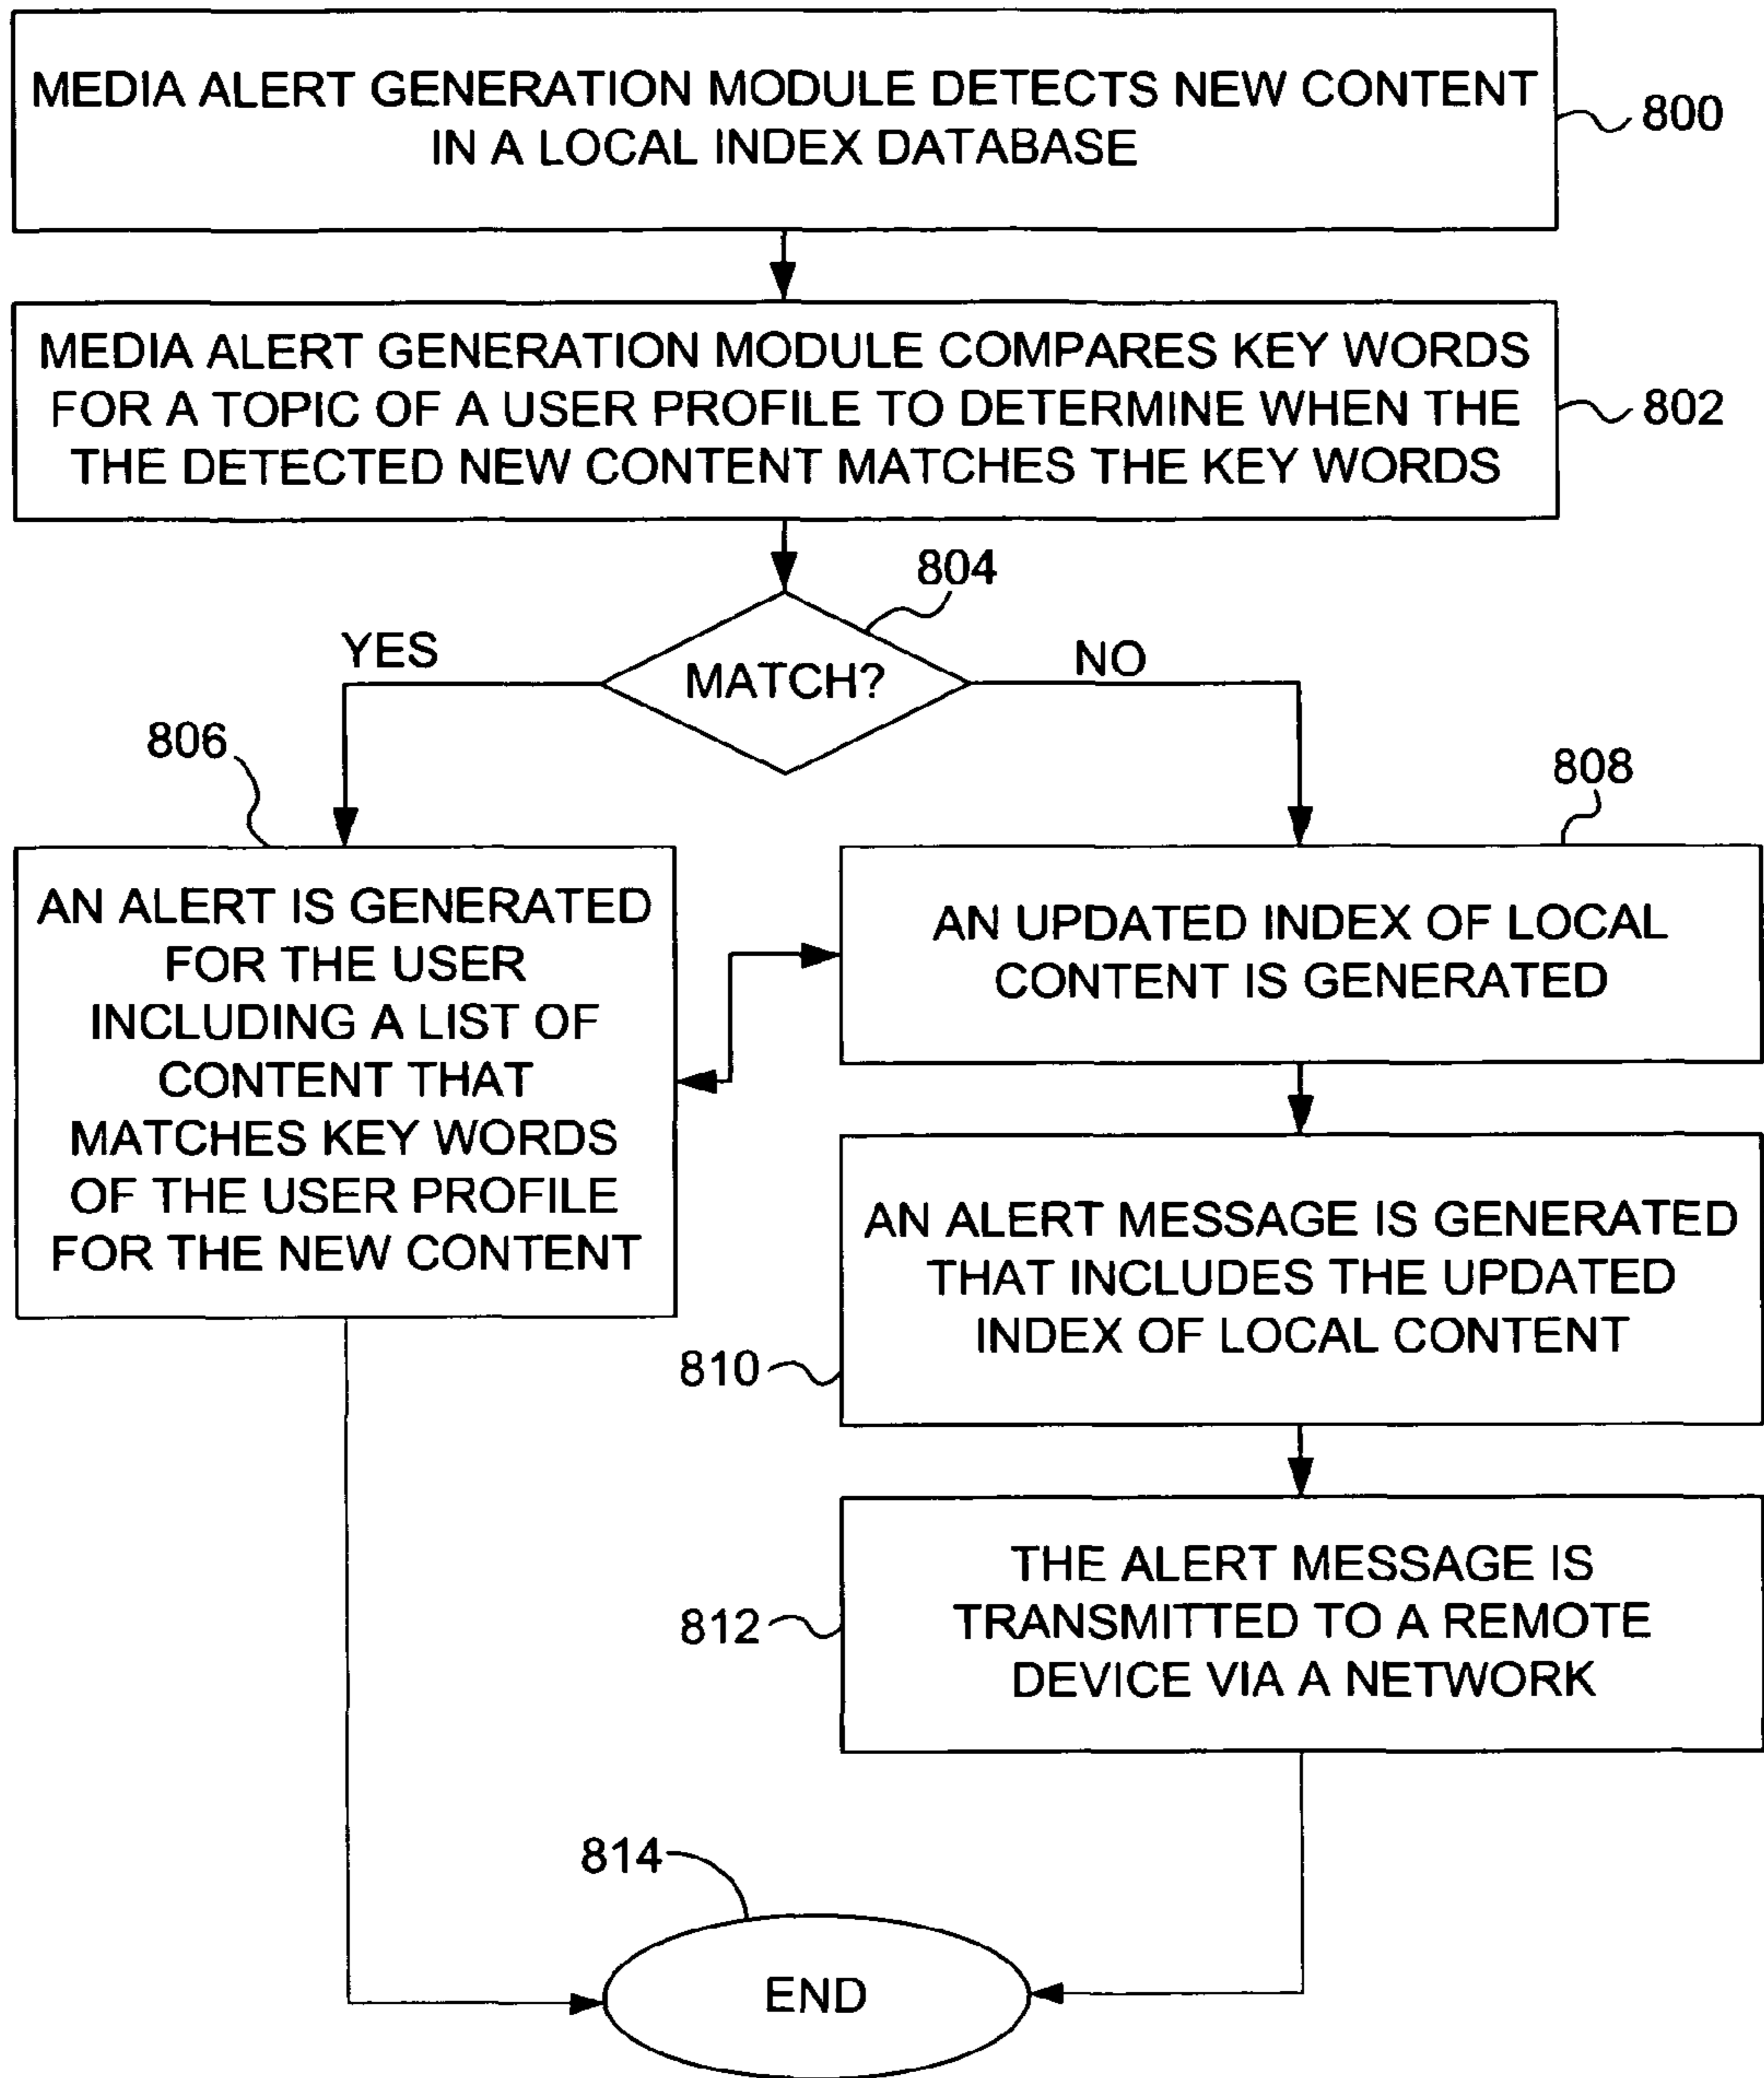 MEDIA ALERT GENERATION MODULE DETECTS NEW CONTENT
IN A LOCAL INDEX DATABASE
800
MEDIA ALERT GENERATION MODULE COMPARES KEY WORDS
FOR A TOPIC OF A USER PROFILE TO DETERMINE WHEN THE
THE DETECTED NEW CONTENT MATCHES THE KEY WORDS
802
804
YES
MATCH?
NO
806
808
AN ALERT IS GENERATED
FOR THE USER
INCLUDING A LIST OF
CONTENT THAT
MATCHES KEY WORDS
OF THE USER PROFILE
FOR THE NEW CONTENT
AN UPDATED INDEX OF LOCAL
CONTENT IS GENERATED
AN ALERT MESSAGE IS GENERATED
THAT INCLUDES THE UPDATED
INDEX OF LOCAL CONTENT
810
THE ALERT MESSAGE IS
TRANSMITTED TO A REMOTE
DEVICE VIA A NETWORK
812
814
END